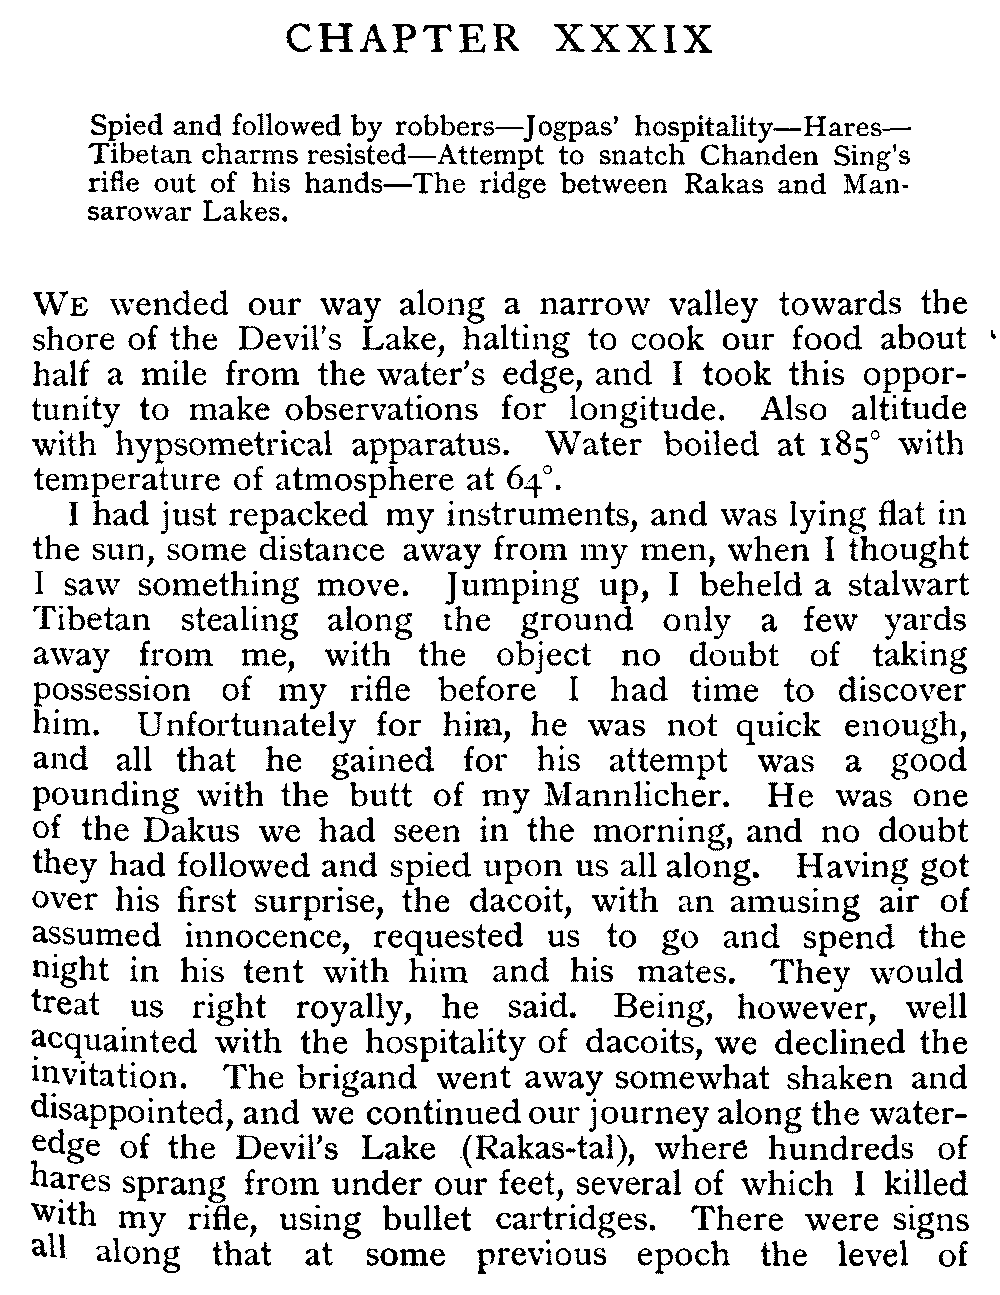 CHAPTER XXXIX
Spied and followed by robbers—Jogpas' hospitality—Hares—
Tibetan charms resisted—Attempt to snatch Chanden Sing's
rifle out of his hands—The ridge between Rakas and Man-
sarowar Lakes.
WE wended our way along a narrow valley towards the
shore of the Devil's Lake, halting to cook our food about
half a mile from the water's edge, and I took this oppor-
tunity to make observations for longitude. Also altitude
with hypsometrical apparatus. Water boiled at 185° with
temperature of atmosphere at 64°.
I had just repacked my instruments, and was lying flat in
the sun, some distance away from my men, when I thought
I saw something move. Jumping up, I beheld a stalwart
Tibetan stealing along the ground only a few yards
away from me, with the object no doubt of taking
possession of my rifle before I had time to discover
him. Unfortunately for him, he was not quick enough,
and all that he gained for his attempt was a good
pounding with the butt of my Mannlicher. He was one
of the Dakus we had seen in the morning, and no doubt
they had followed and spied upon us all along. Having got
over his first surprise, the dacoit, with an amusing air of
assumed innocence, requested us to go and spend the
night in his tent with him and his mates. They would
treat us right royally, he said. Being, however, well
acquainted with the hospitality of dacoits, we declined the
invitation. The brigand went away somewhat shaken and
disappointed, and we continued our journey along the water-
edge of the Devil's Lake (Rakas-tal), where hundreds of
hares sprang from under our feet, several of which I killed
with my rifle, using bullet cartridges. There were signs
all along that at some previous epoch the level of